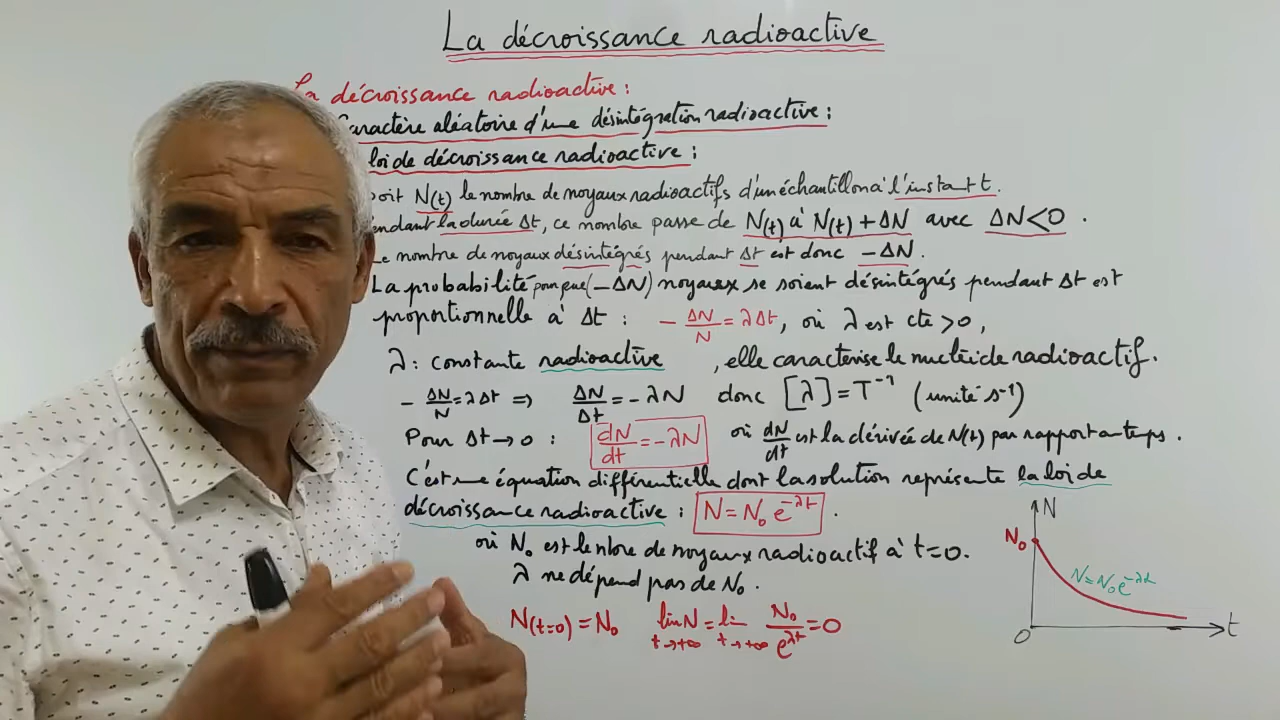 La décroissance radioactive
La décroissance radioactive :
Caractère aléatoire d'une désintégration radioactive :
loi de décroissance radioactive :
soit N(t) le nombre de noyaux radioactifs d'un échantillon à l'instant t.
pendant la durée Δt, ce nombre passe de N(t) à N(t) + ΔN avec ΔN<0 .
Le nombre de noyaux désintégrés pendant Δt est donc -ΔN.
La probabilité pour que (-ΔN) noyaux se soient désintégrés pendant Δt est
proportionnelle à Δt : - ΔN/N = λΔt, où λ est cte >0,
λ : constante radioactive , elle caractérise le nucléide radioactif.
- ΔN/N = λΔt ⇒ ΔN/Δt = -λN donc [λ] = T⁻¹ (unité s⁻¹)
Pour Δt → 0 : dN/dt = -λN où dN/dt est la dérivée de N(t) par rapport au temps.
C'est une équation différentielle dont la solution représente la loi de
décroissance radioactive : N = N₀ e^-λt .
où N₀ est le nbre de noyaux radioactif à t=0.
λ ne dépend pas de N₀.
N(t=0) = N₀ lim N t→+∞ = lim t→+∞ N₀/e^λt = 0
N
N₀
N=N₀e^-λt
0
t